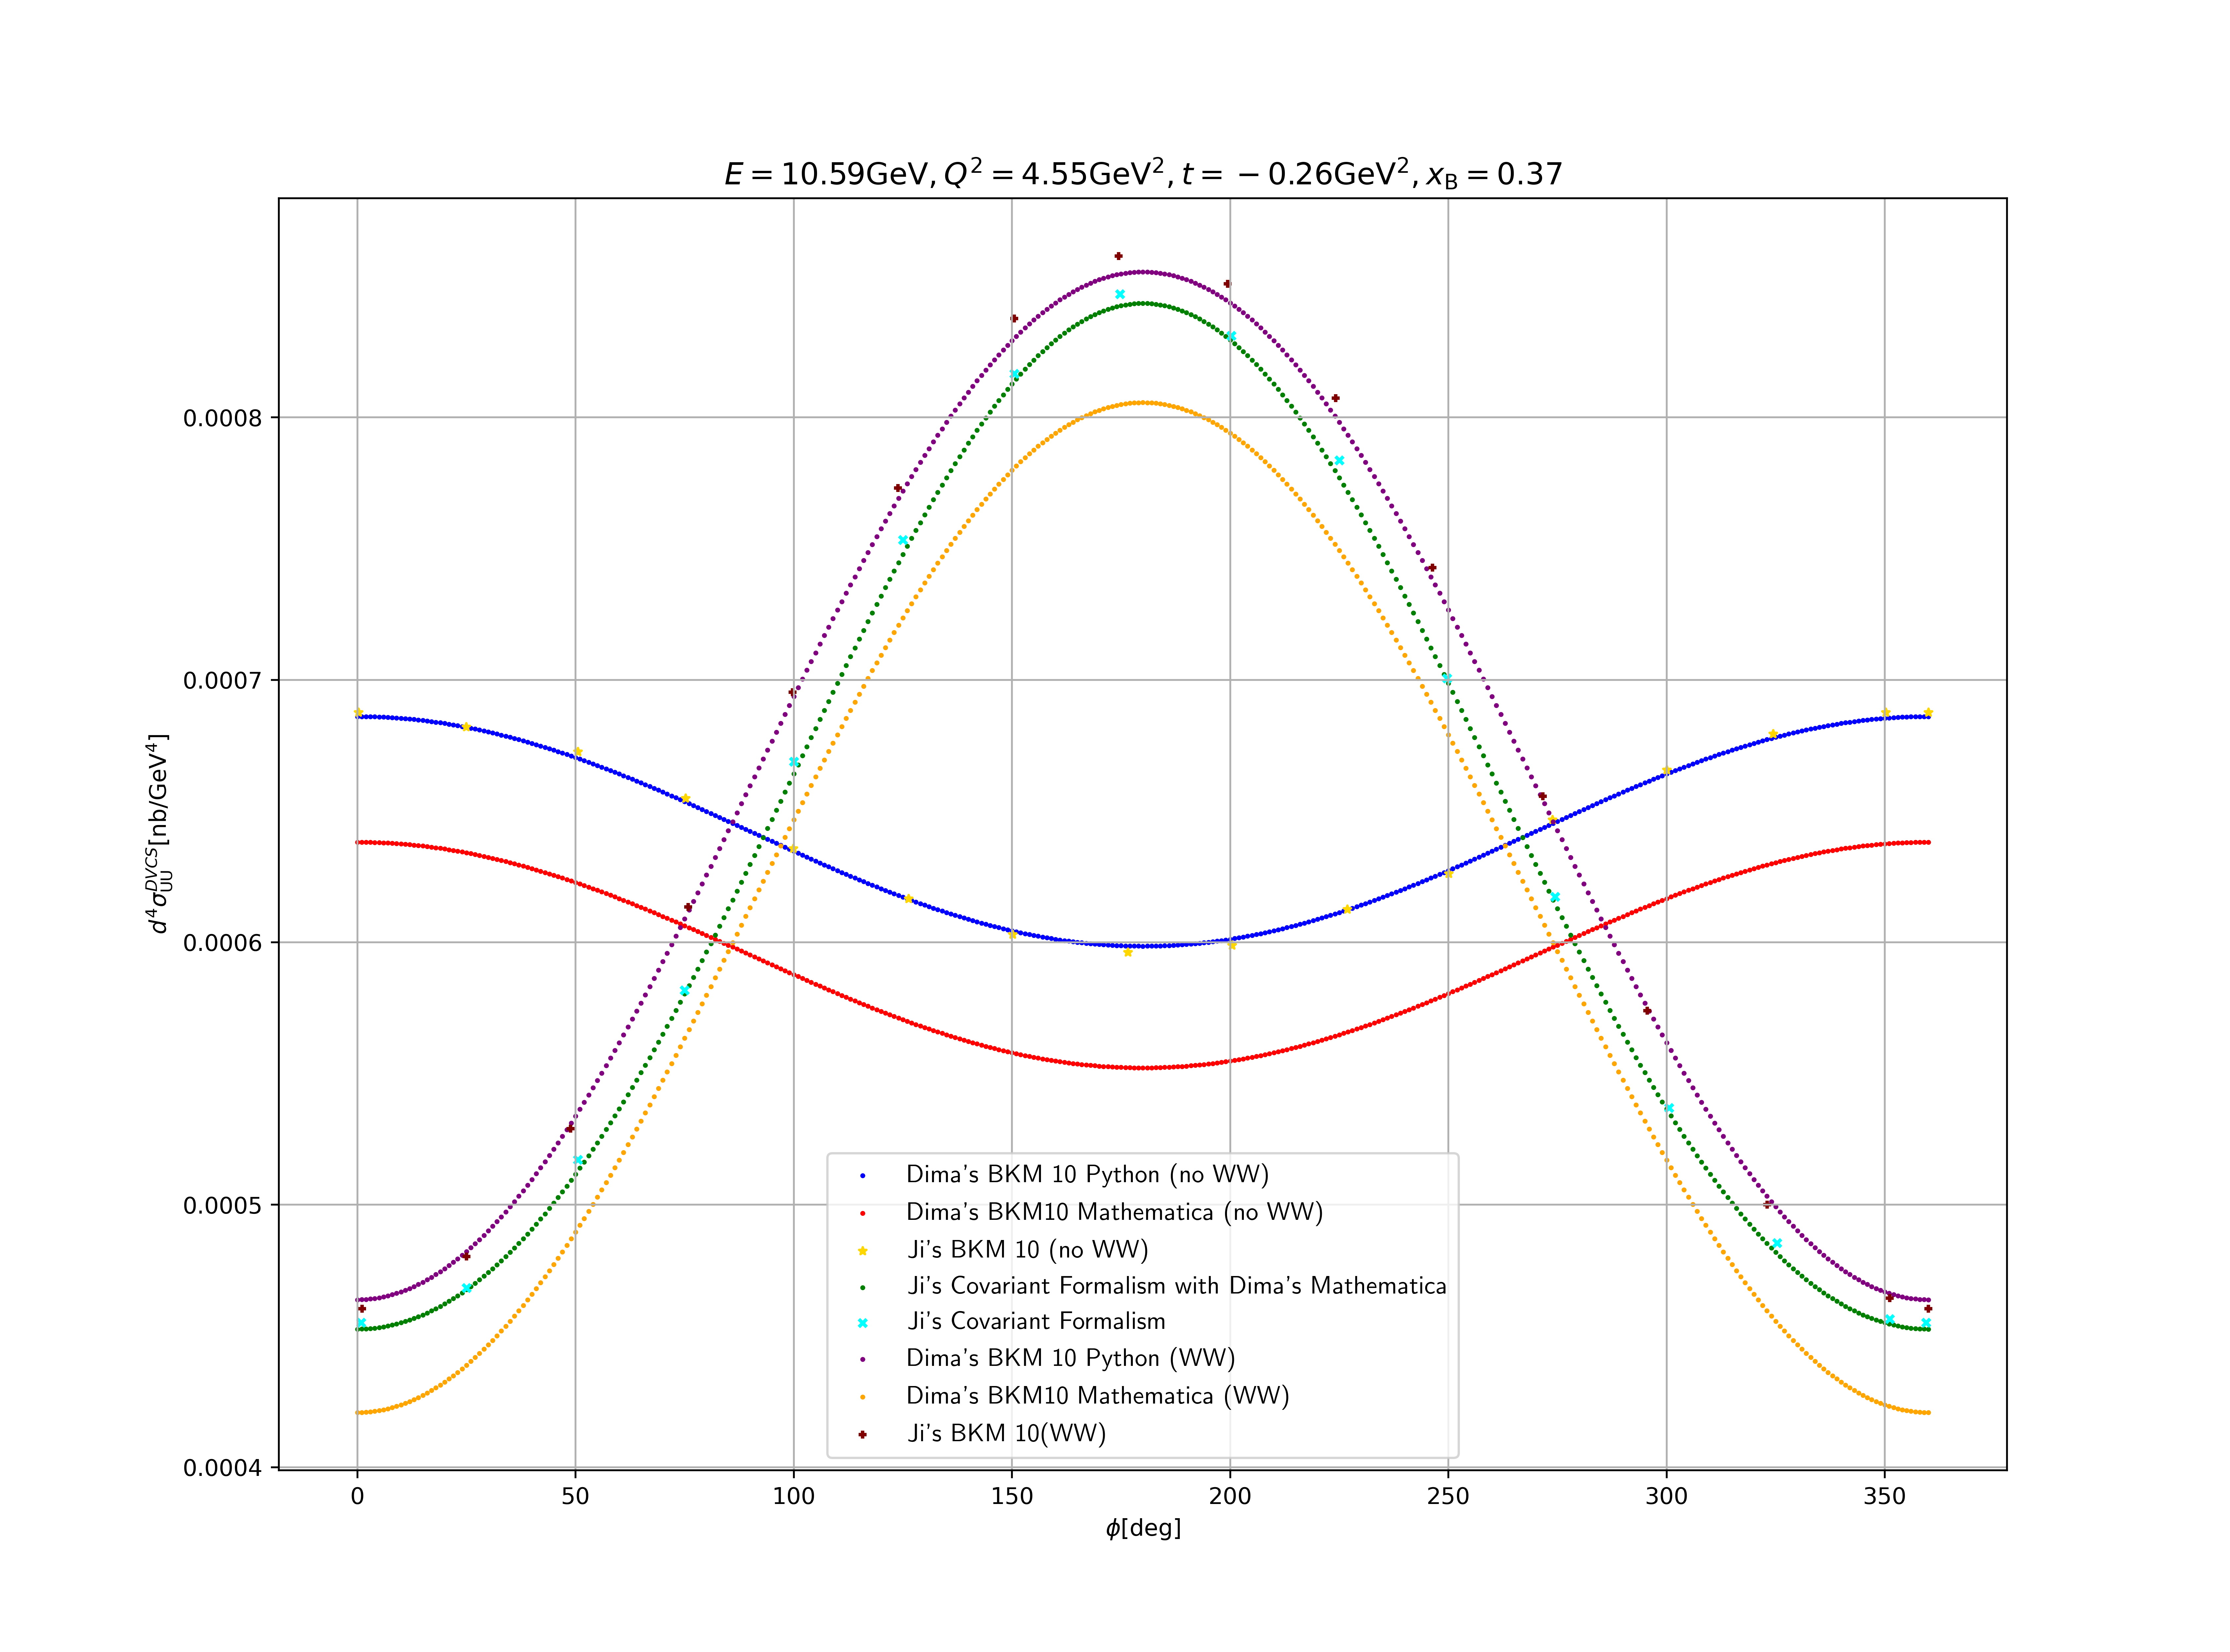 E = 10.59GeV, Q² = 4.55GeV², t = −0.26GeV², x_B = 0.37
d⁴σ_UU^DVCS[nb/GeV⁴]
0.0008
0.0007
0.0006
0.0005
0.0004
Dima's BKM 10 Python (no WW)
Dima's BKM10 Mathematica (no WW)
Ji's BKM 10 (no WW)
Ji's Covariant Formalism with Dima's Mathematica
Ji's Covariant Formalism
Dima's BKM 10 Python (WW)
Dima's BKM10 Mathematica (WW)
Ji's BKM 10(WW)
0 50 100 150 200 250 300 350
ϕ[deg]